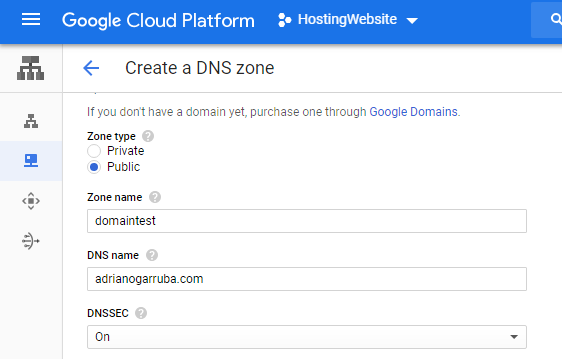 Google Cloud Platform HostingWebsite
Create a DNS zone
If you don't have a domain yet, purchase one through Google Domains.
Zone type
Private
Public
Zone name
domaintest
DNS name
adrianogarruba.com
DNSSEC
On